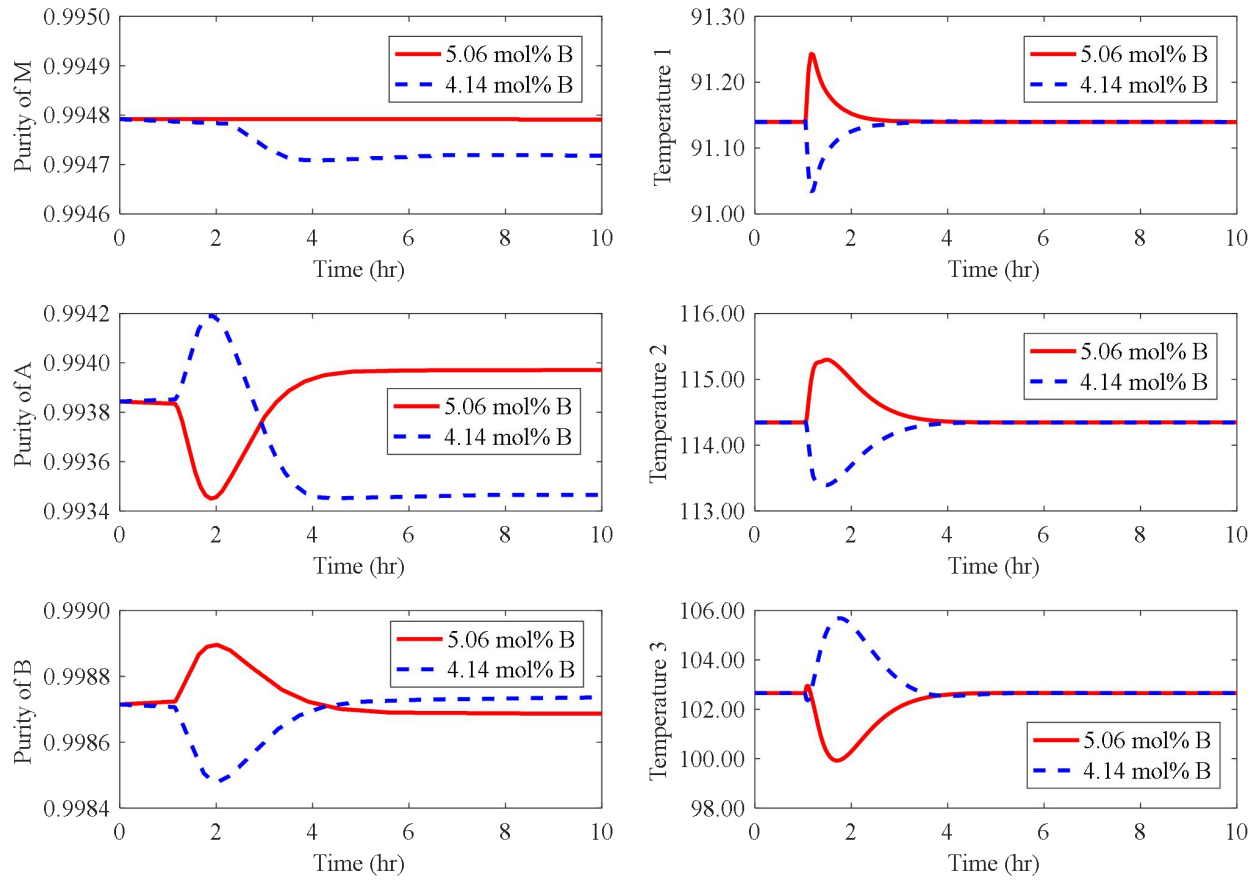 Purity of M
0.9950
0.9949
0.9948
0.9947
0.9946
5.06 mol% B
4.14 mol% B
0 2 4 6 8 10
Time (hr)
Temperature 1
91.30
91.20
91.10
91.00
5.06 mol% B
4.14 mol% B
0 2 4 6 8 10
Time (hr)
Purity of A
0.9942
0.9940
0.9938
0.9936
0.9934
5.06 mol% B
4.14 mol% B
0 2 4 6 8 10
Time (hr)
Temperature 2
116.00
115.00
114.00
113.00
5.06 mol% B
4.14 mol% B
0 2 4 6 8 10
Time (hr)
Purity of B
0.9990
0.9988
0.9986
0.9984
5.06 mol% B
4.14 mol% B
0 2 4 6 8 10
Time (hr)
Temperature 3
106.00
104.00
102.00
100.00
98.00
5.06 mol% B
4.14 mol% B
0 2 4 6 8 10
Time (hr)